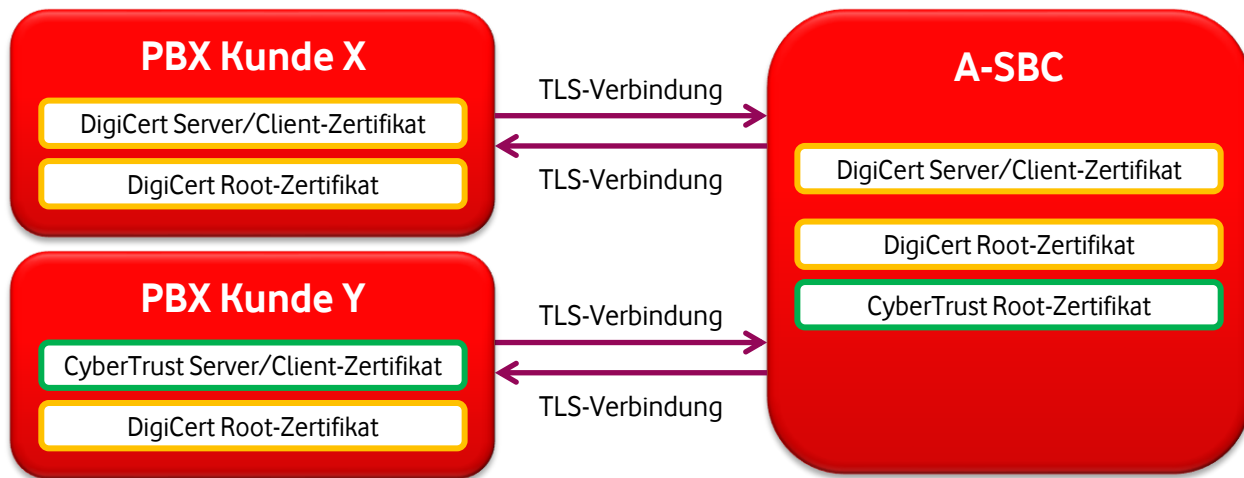 PBX Kunde X
DigiCert Server/Client-Zertifikat
DigiCert Root-Zertifikat
TLS-Verbindung
TLS-Verbindung
A-SBC
DigiCert Server/Client-Zertifikat
DigiCert Root-Zertifikat
CyberTrust Root-Zertifikat
PBX Kunde Y
CyberTrust Server/Client-Zertifikat
DigiCert Root-Zertifikat
TLS-Verbindung
TLS-Verbindung